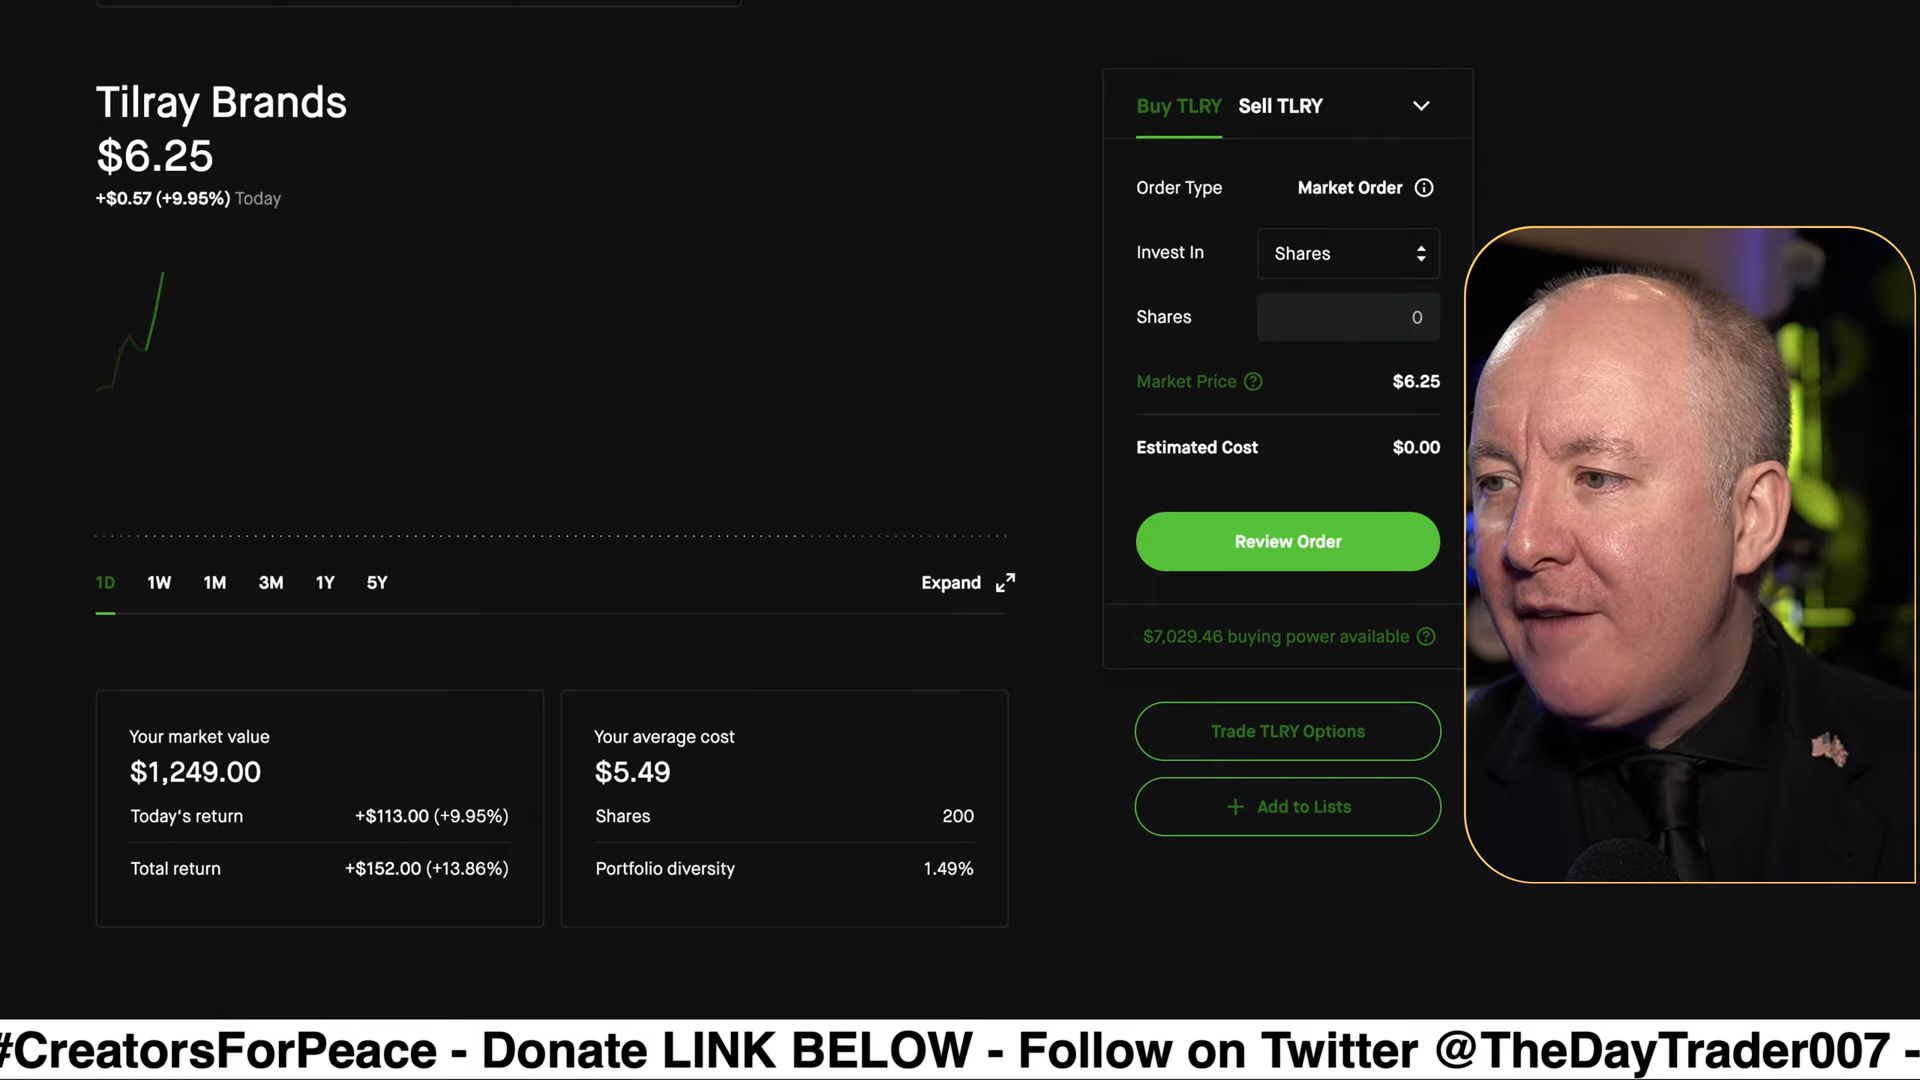 Tilray Brands
$6.25
+$0.57 (+9.95%) Today
1D 1W 1M 3M 1Y 5Y
Expand
Your market value
$1,249.00
Today's return +$113.00 (+9.95%)
Total return +$152.00 (+13.86%)
Your average cost
$5.49
Shares 200
Portfolio diversity 1.49%
Buy TLRY Sell TLRY
Order Type Market Order
Invest In Shares
Shares 0
Market Price $6.25
Estimated Cost $0.00
Review Order
$7,029.46 buying power available
Trade TLRY Options
+ Add to Lists
#CreatorsForPeace - Donate LINK BELOW - Follow on Twitter @TheDayTrader007 -